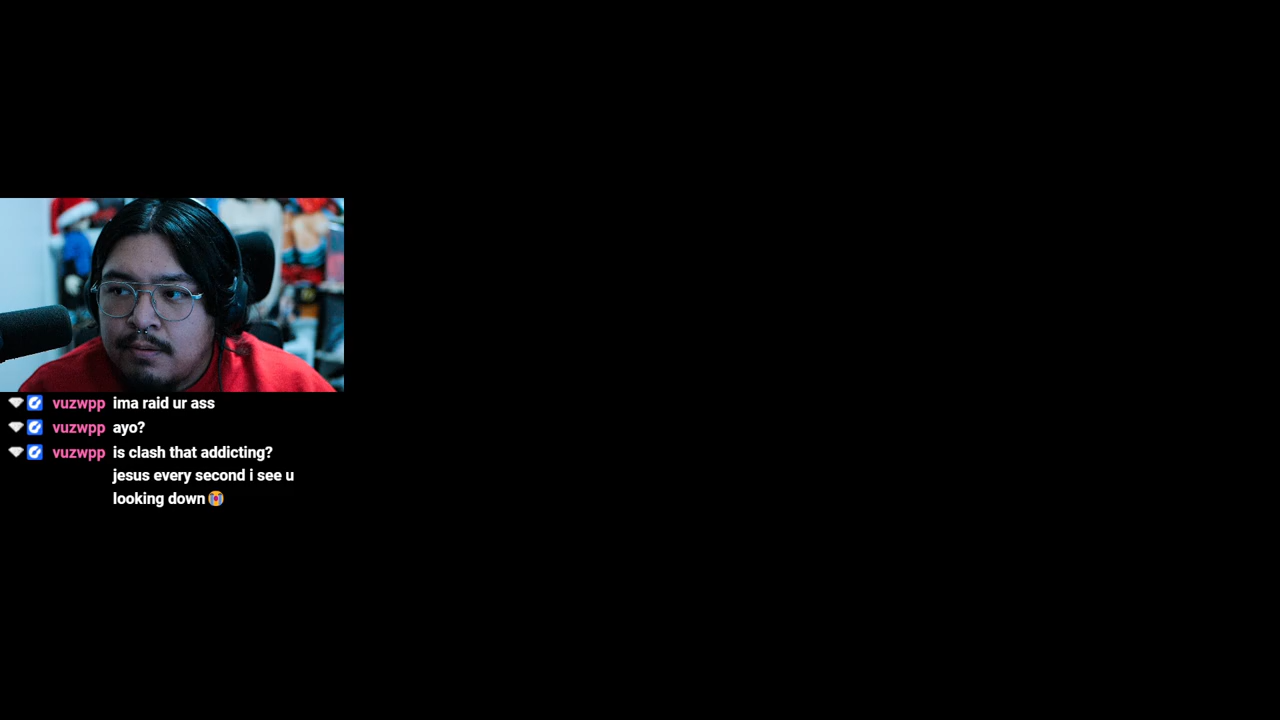 vuzwpp ima raid ur ass
vuzwpp ayo?
vuzwpp is clash that addicting?
jesus every second i see u
looking down😭